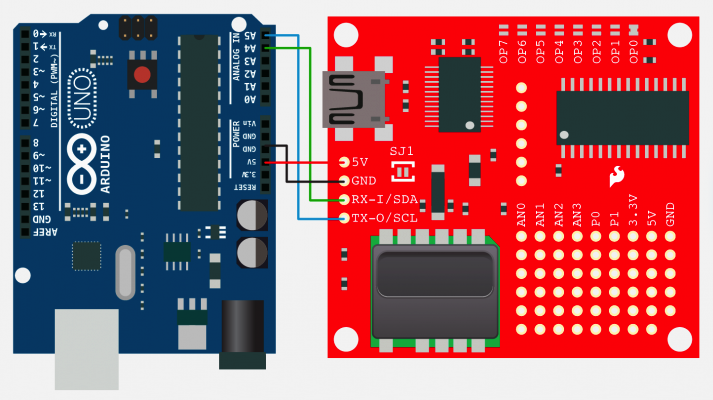 RX←0
TX→1
2
~3
4
~5
~6
7
8
~9
~10
~11
12
13
GND
AREF
DIGITAL (PWM~)
UNO
ARDUINO
ANALOG IN
A5
A4
A3
A2
A1
A0
POWER
Vin
GND
GND
5V
3.3V
RESET
5V
GND
RX-I/SDA
TX-O/SCL
SJ1
OP7
OP6
OP5
OP4
OP3
OP2
OP1
OP0
AN0
AN1
AN2
AN3
P0
P1
3.3V
5V
GND